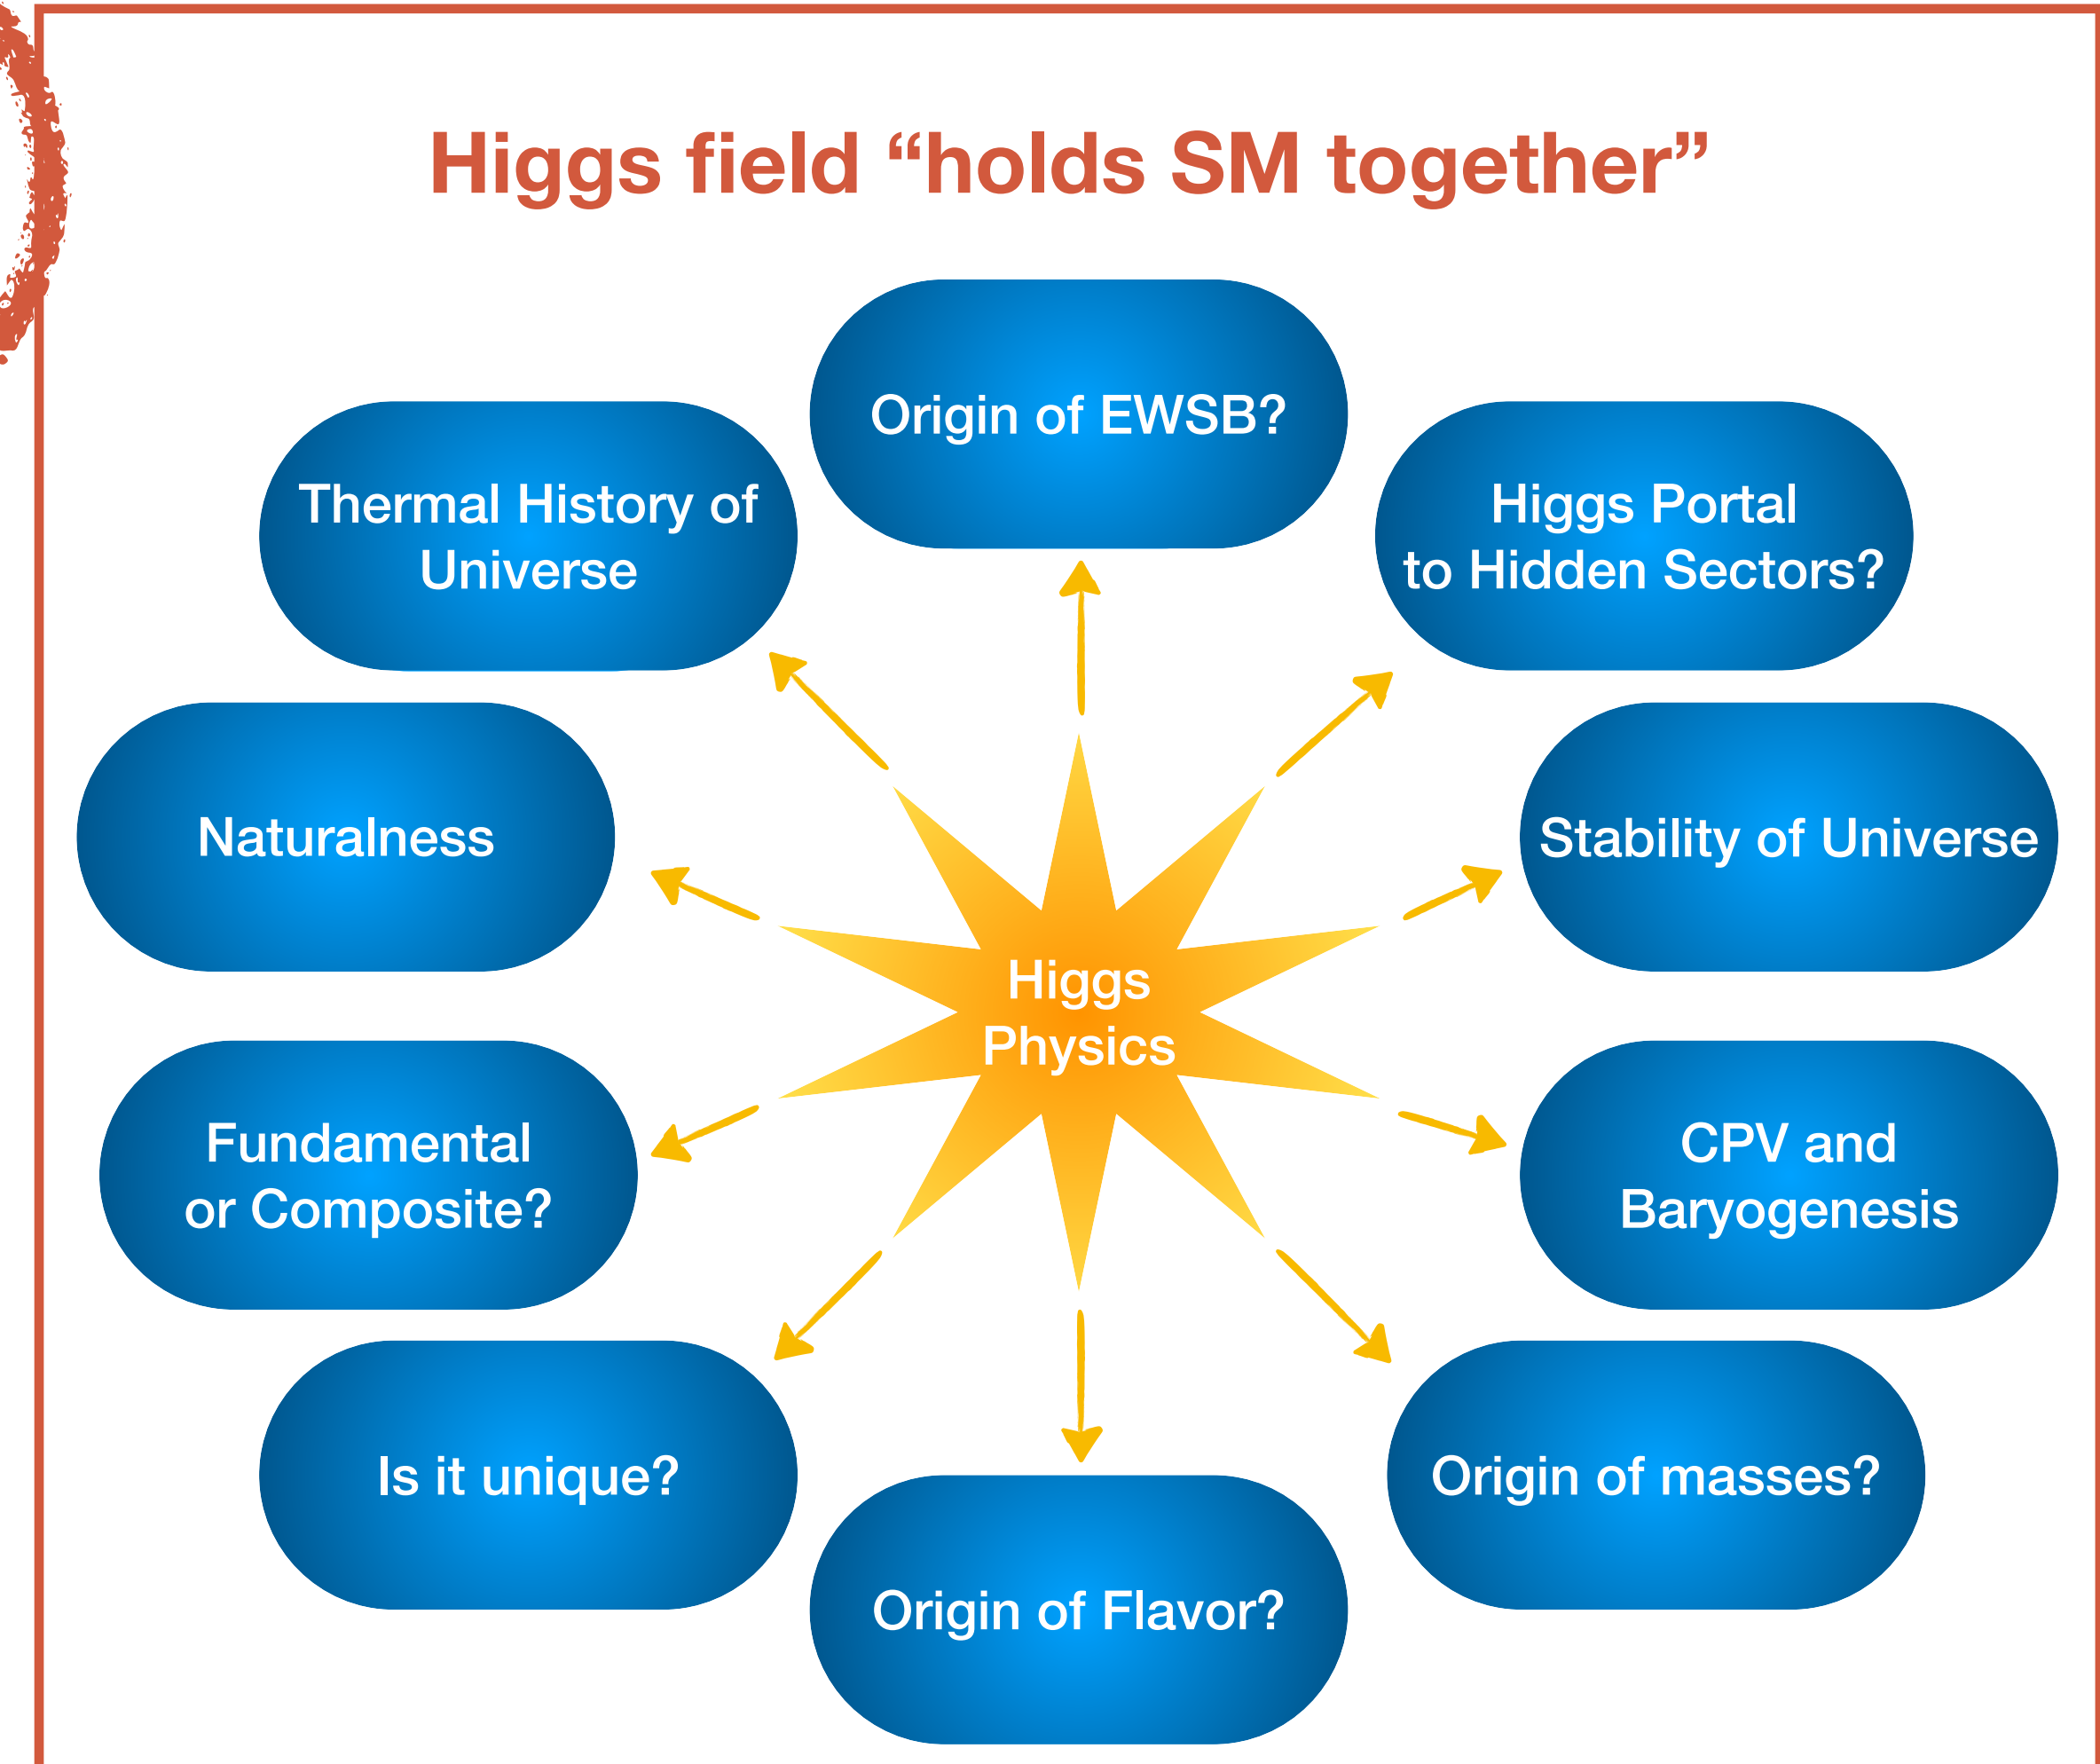 Higgs field “holds SM together”
Origin of EWSB?
Thermal History of
Universe
Higgs Portal
to Hidden Sectors?
Naturalness
Stability of Universe
Higgs
Physics
Fundamental
or Composite?
CPV and
Baryogenesis
Is it unique?
Origin of masses?
Origin of Flavor?